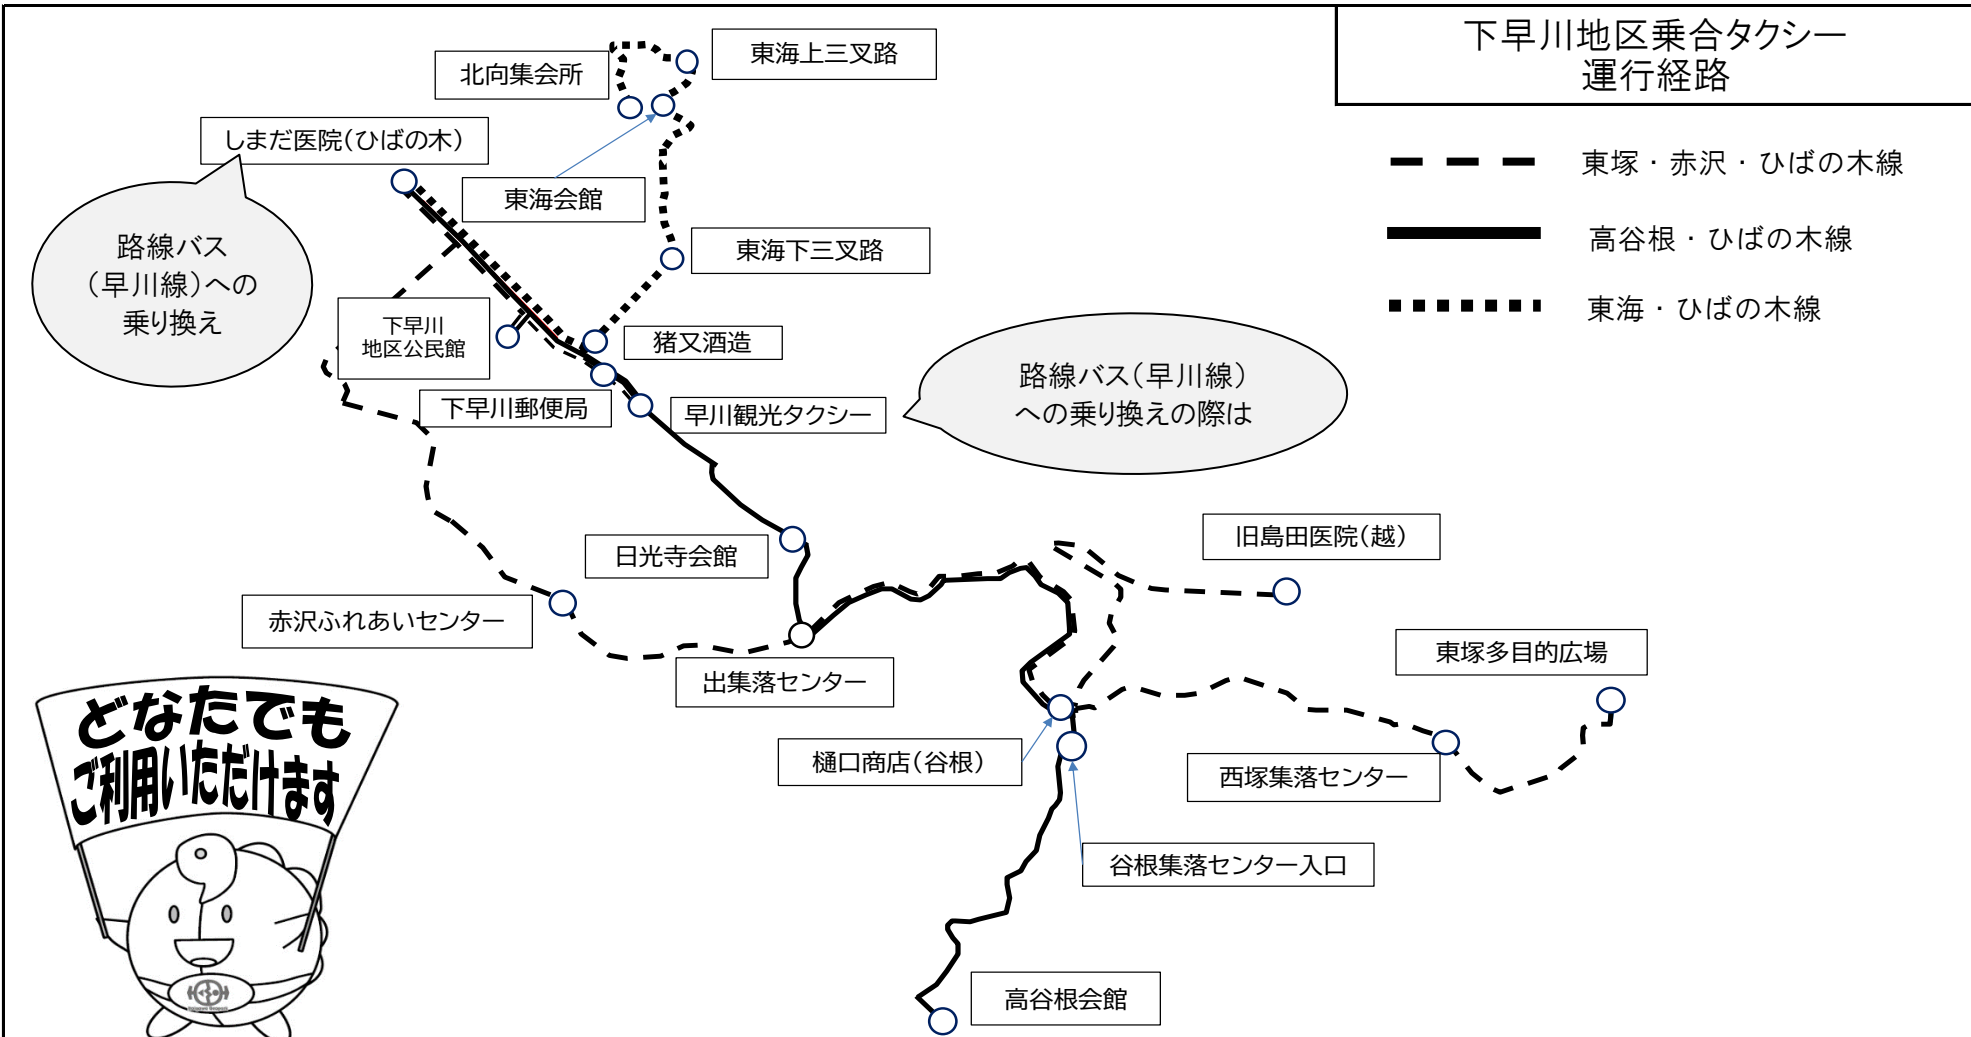 下早川地区乗合タクシー
運行経路
東塚・赤沢・ひばの木線
高谷根・ひばの木線
東海・ひばの木線
北向集会所
東海上三叉路
しまだ医院(ひばの木)
東海会館
路線バス
(早川線)への
乗り換え
東海下三叉路
下早川
地区公民館
猪又酒造
下早川郵便局
早川観光タクシー
路線バス(早川線)
への乗り換えの際は
日光寺会館
旧島田医院(越)
赤沢ふれあいセンター
出集落センター
東塚多目的広場
樋口商店(谷根)
西塚集落センター
谷根集落センター入口
高谷根会館
どなたでも
ご利用いただけます